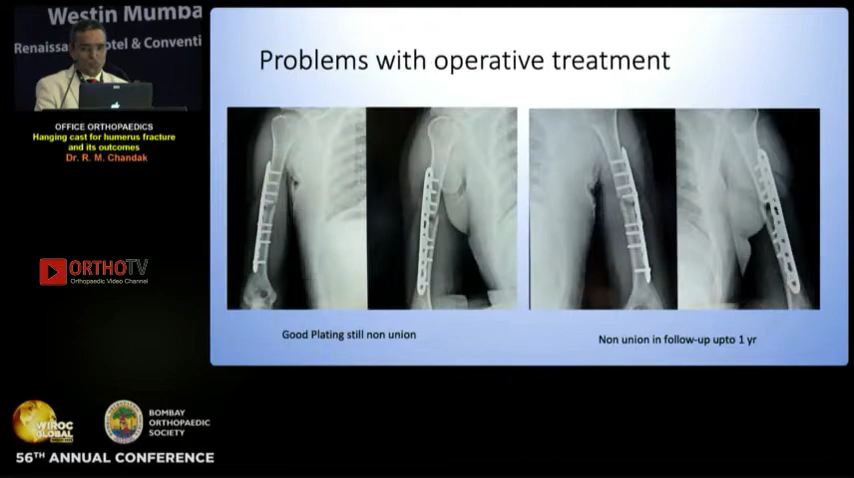 Westin Mumba
Renaissa
otel & Conventi
OFFICE ORTHOPAEDICS
Hanging cast for humerus fracture
and its outcomes
Dr. R. M. Chandak
ORTHOTV
Orthopaedic Video Channel
Problems with operative treatment
Good Plating still non union
Non union in follow-up upto 1 yr
WIROC
GLOBAL
BOMBAY
ORTHOPAEDIC
SOCIETY
56TH ANNUAL CONFERENCE